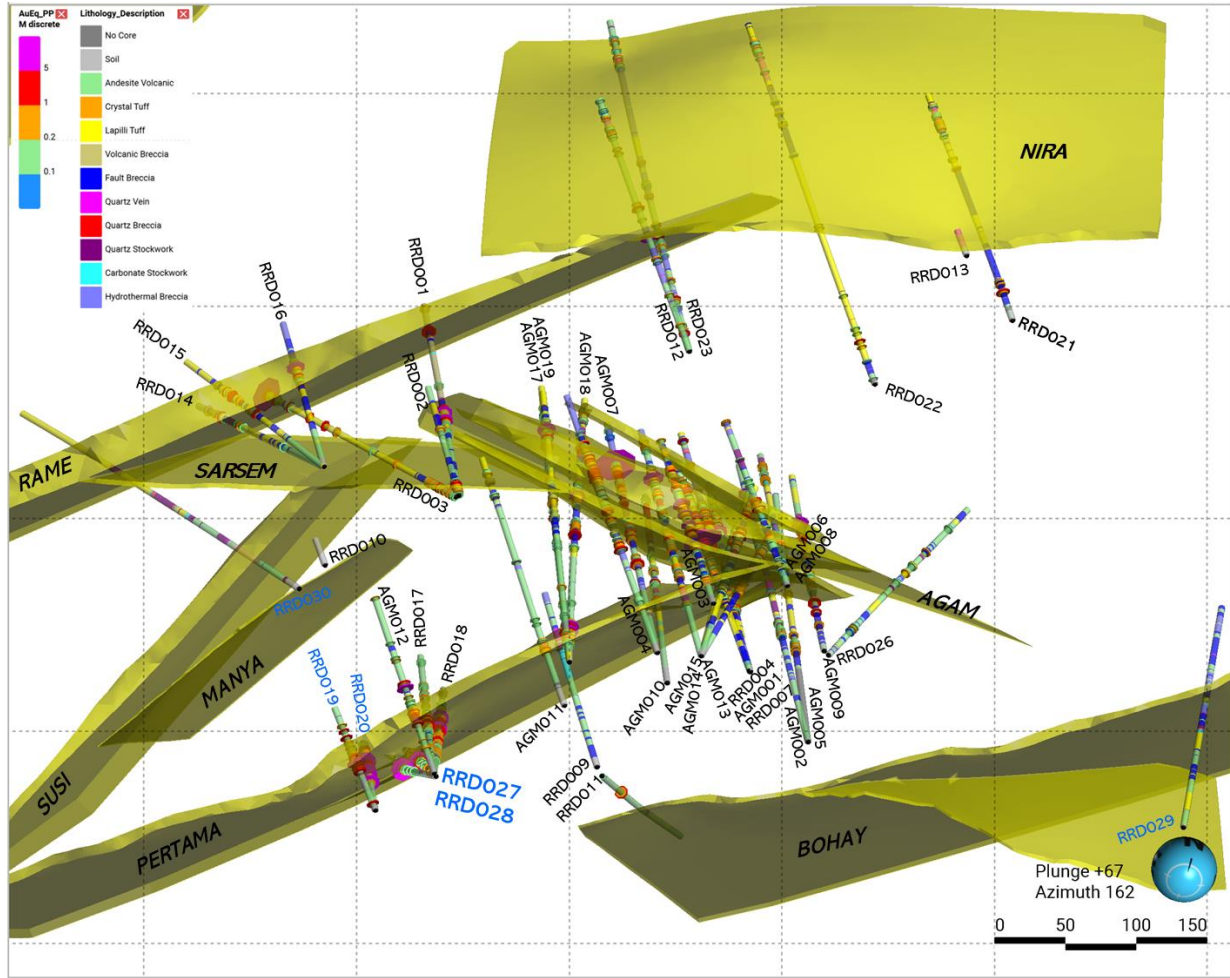 AuEq_PP
M discrete
5
1
0.2
0.1
Lithology_Description
No Core
Soil
Andesite Volcanic
Crystal Tuff
Lapilli Tuff
Volcanic Breccia
Fault Breccia
Quartz Vein
Quartz Breccia
Quartz Stockwork
Carbonate Stockwork
Hydrothermal Breccia
NIRA
RRD013
RRD021
RRD001
RRD016
RRD012
RRD023
RRD015
RRD022
RRD014
RRD002
AGM019
AGM017
AGM018
AGM007
RAME
SARSEM
RRD003
RRD010
AGM006
AGM008
AGM003
AGAM
RRD030
AGM012
RRD017
RRD018
AGM004
RRD026
MANYA
RRD019
RRD020
AGM011
AGM010
AGM015
AGM014
AGM013
RRD004
AGM001
RRD007
AGM002
AGM005
AGM009
SUSI
RRD027
RRD028
RRD009
RRD011
PERTAMA
BOHAY
RRD029
Plunge +67
Azimuth 162
0 50 100 150